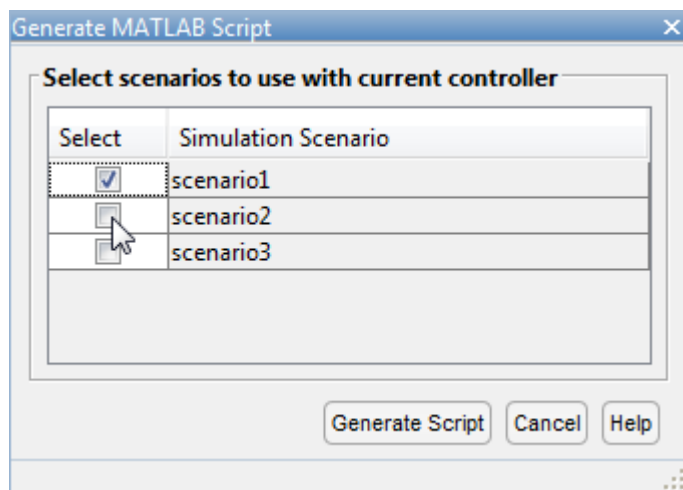 Generate MATLAB Script
Select scenarios to use with current controller
Select Simulation Scenario
scenario1
scenario2
scenario3
Generate Script Cancel Help